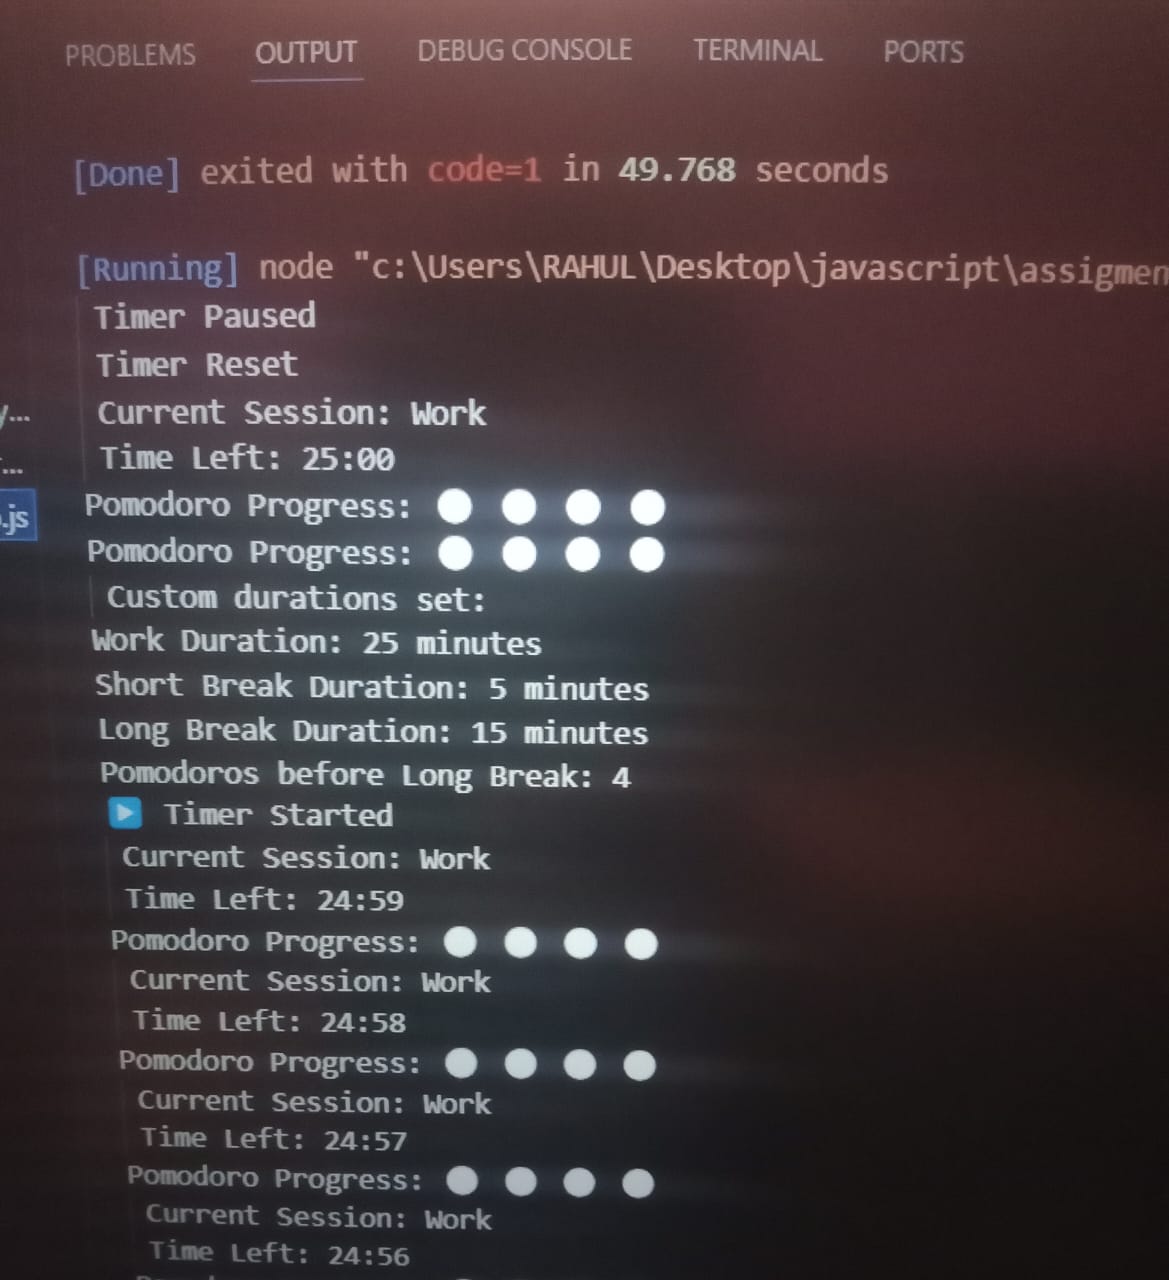 PROBLEMS OUTPUT DEBUG CONSOLE TERMINAL PORTS
[Done] exited with code=1 in 49.768 seconds
[Running] node "c:\Users\RAHUL\Desktop\javascript\assigmen
Timer Paused
Timer Reset
Current Session: Work
Time Left: 25:00
Pomodoro Progress: ⚪ ⚪ ⚪ ⚪
Pomodoro Progress: ⚪ ⚪ ⚪ ⚪
Custom durations set:
.js
Work Duration: 25 minutes
Short Break Duration: 5 minutes
Long Break Duration: 15 minutes
Pomodoros before Long Break: 4
▶ Timer Started
Current Session: Work
Time Left: 24:59
Pomodoro Progress: ⚪ ⚪ ⚪ ⚪
Current Session: Work
Time Left: 24:58
Pomodoro Progress: ⚪ ⚪ ⚪ ⚪
Current Session: Work
Time Left: 24:57
Pomodoro Progress: ⚪ ⚪ ⚪ ⚪
Current Session: Work
Time Left: 24:56